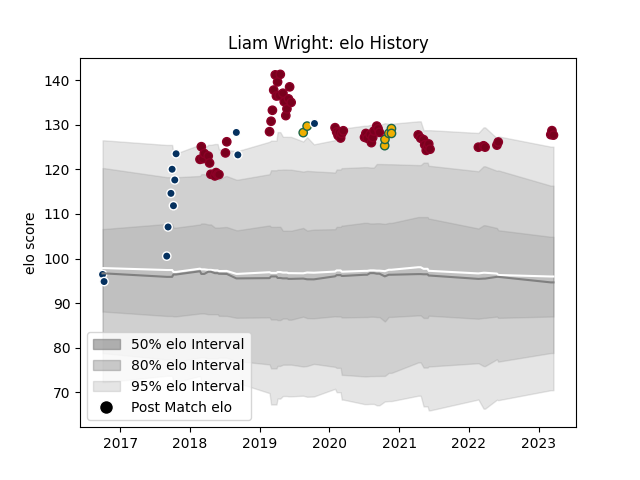 Liam Wright: elo History
elo score
140
130
120
110
100
90
80
70
50% elo Interval
80% elo Interval
95% elo Interval
Post Match elo
2017 2018 2019 2020 2021 2022 2023